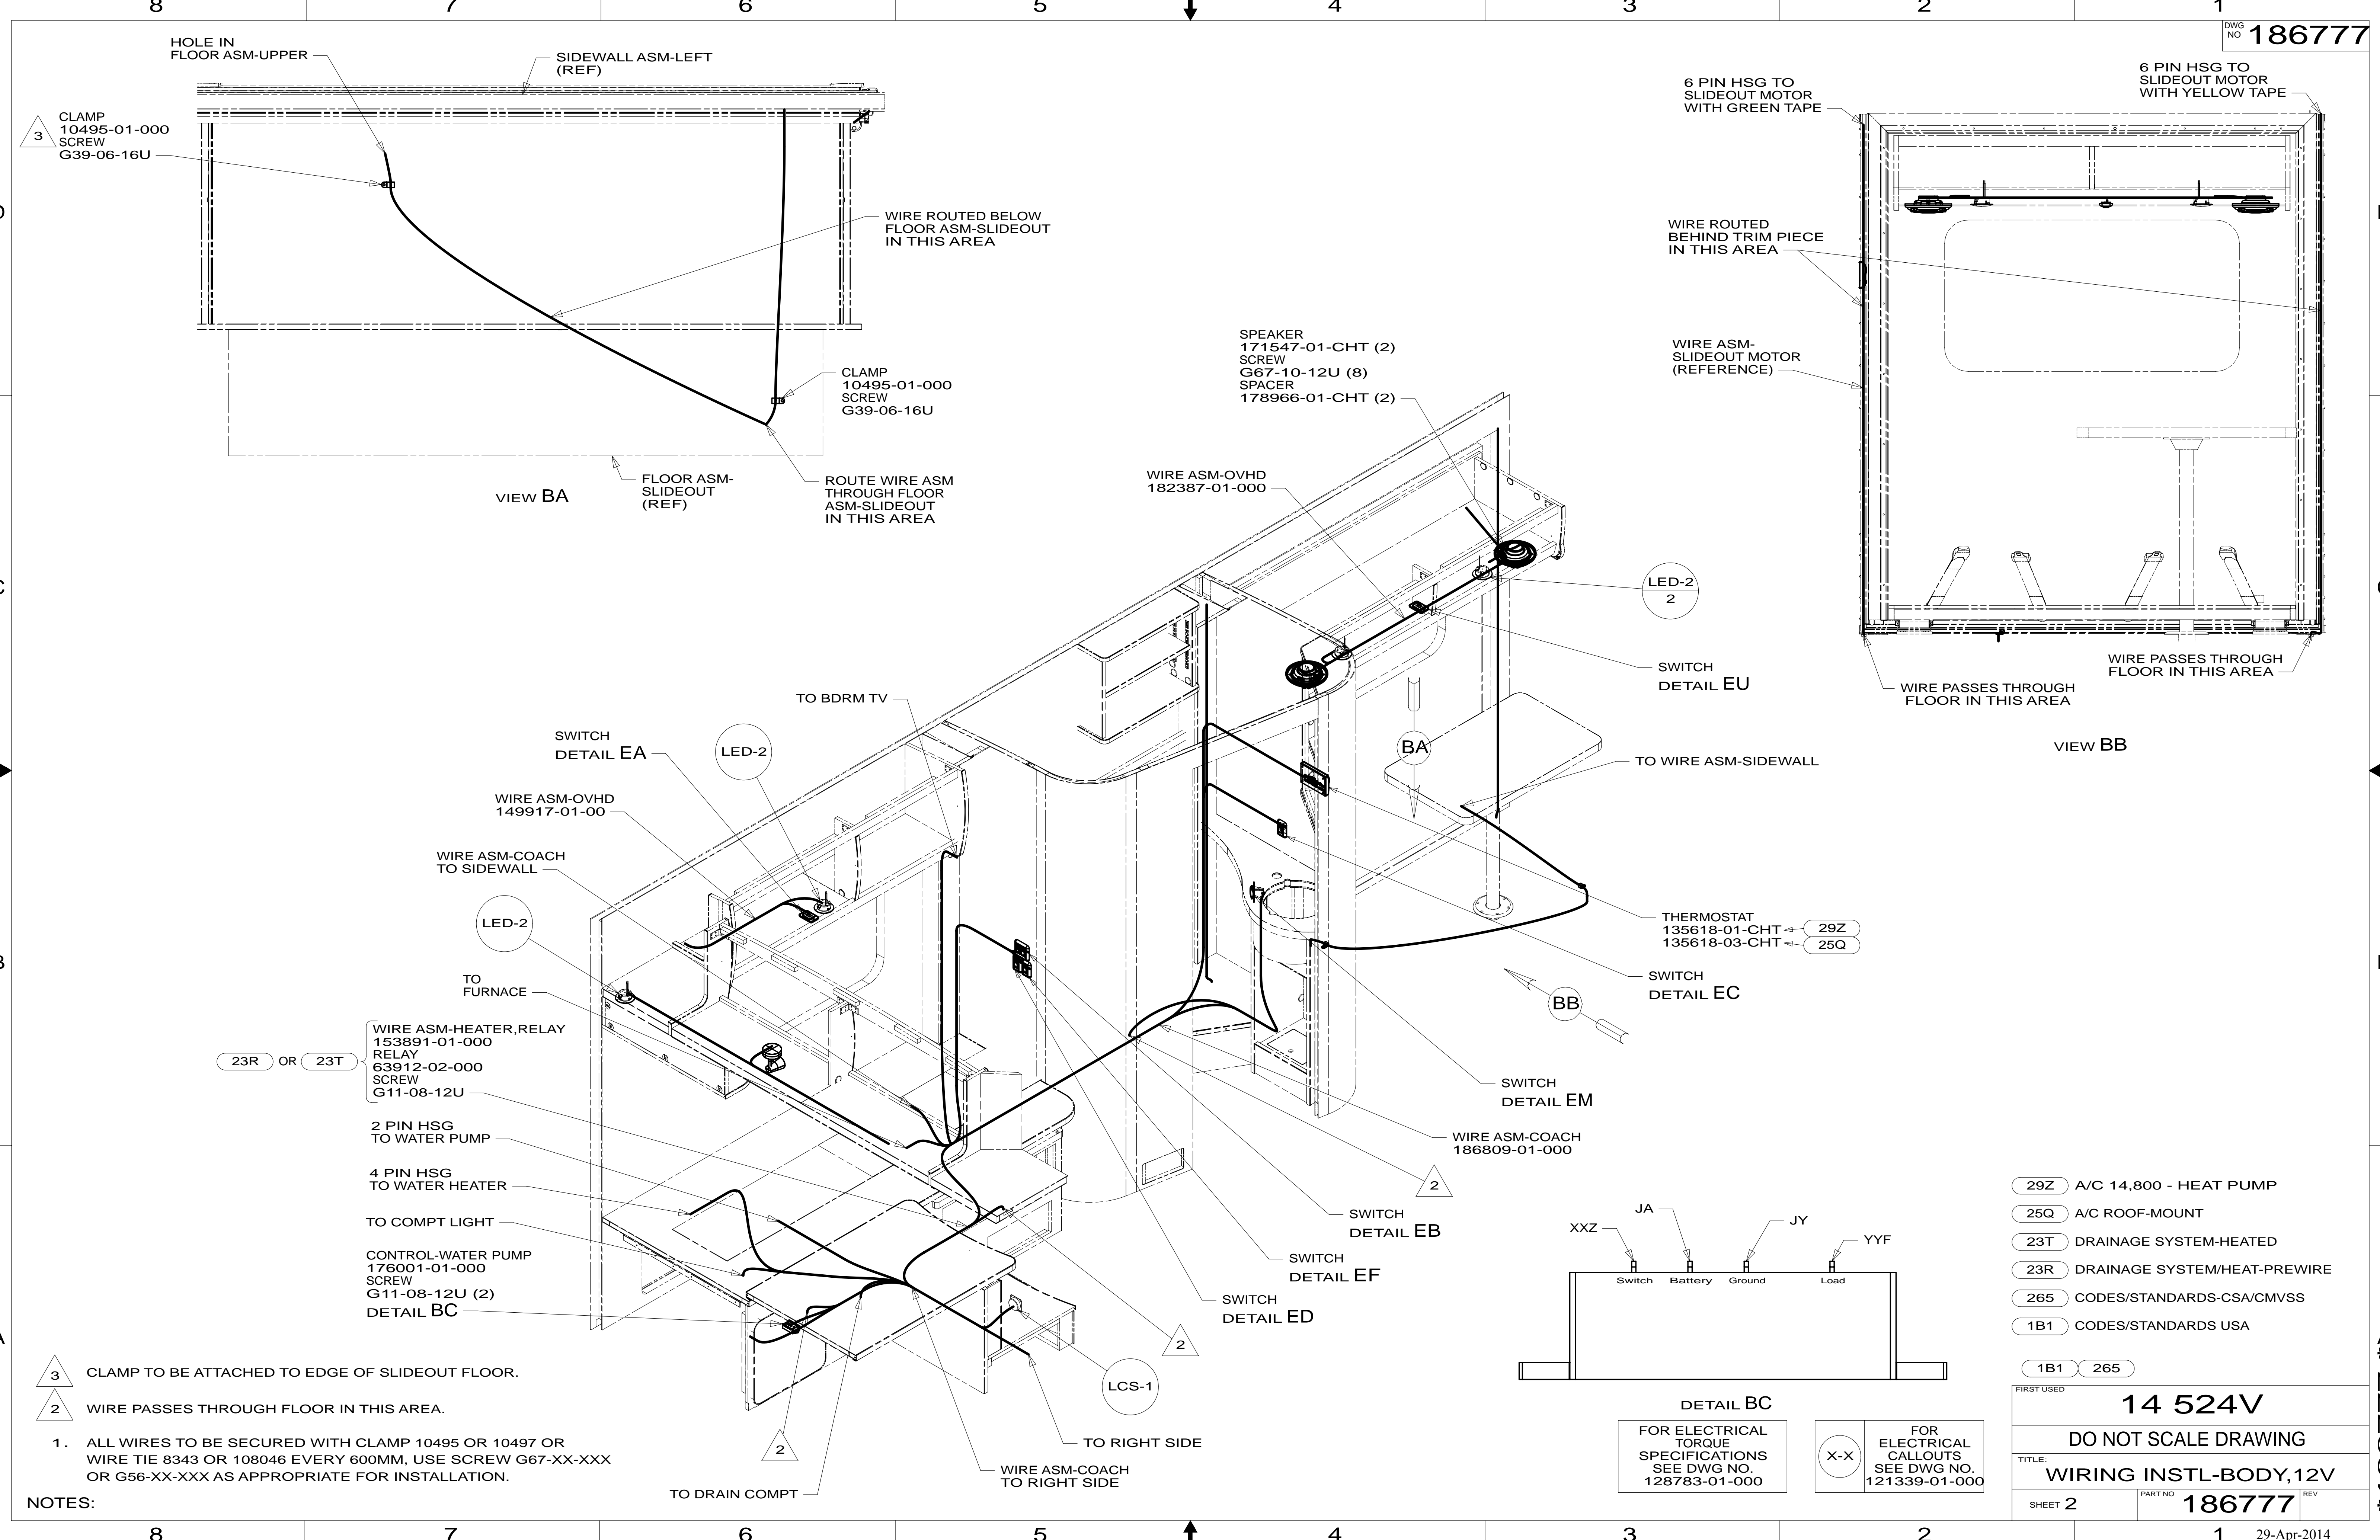 8 7 6 5 4 3 2 1
DWG
NO 186777
HOLE IN
FLOOR ASM-UPPER
SIDEWALL ASM-LEFT
(REF)
3
CLAMP
10495-01-000
SCREW
G39-06-16U
WIRE ROUTED BELOW
FLOOR ASM-SLIDEOUT
IN THIS AREA
CLAMP
10495-01-000
SCREW
G39-06-16U
FLOOR ASM-
SLIDEOUT
(REF)
ROUTE WIRE ASM
THROUGH FLOOR
ASM-SLIDEOUT
IN THIS AREA
VIEW BA
6 PIN HSG TO
SLIDEOUT MOTOR
WITH GREEN TAPE
6 PIN HSG TO
SLIDEOUT MOTOR
WITH YELLOW TAPE
WIRE ROUTED
BEHIND TRIM PIECE
IN THIS AREA
WIRE ASM-
SLIDEOUT MOTOR
(REFERENCE)
WIRE PASSES THROUGH
FLOOR IN THIS AREA
WIRE PASSES THROUGH
FLOOR IN THIS AREA
VIEW BB
SPEAKER
171547-01-CHT (2)
SCREW
G67-10-12U (8)
SPACER
178966-01-CHT (2)
WIRE ASM-OVHD
182387-01-000
LED-2
2
SWITCH
DETAIL EU
TO BDRM TV
SWITCH
DETAIL EA
LED-2
BA
TO WIRE ASM-SIDEWALL
WIRE ASM-OVHD
149917-01-00
WIRE ASM-COACH
TO SIDEWALL
LED-2
TO
FURNACE
THERMOSTAT
135618-01-CHT 29Z
135618-03-CHT 25Q
SWITCH
DETAIL EC
BB
23R OR 23T
WIRE ASM-HEATER,RELAY
153891-01-000
RELAY
63912-02-000
SCREW
G11-08-12U
2 PIN HSG
TO WATER PUMP
4 PIN HSG
TO WATER HEATER
TO COMPT LIGHT
CONTROL-WATER PUMP
176001-01-000
SCREW
G11-08-12U (2)
DETAIL BC
SWITCH
DETAIL EM
WIRE ASM-COACH
186809-01-000
2
SWITCH
DETAIL EB
SWITCH
DETAIL EF
SWITCH
DETAIL ED
2
LCS-1
TO RIGHT SIDE
WIRE ASM-COACH
TO RIGHT SIDE
2
TO DRAIN COMPT
XXZ
JA
JY
YYF
Switch Battery Ground Load
DETAIL BC
29Z A/C 14,800 - HEAT PUMP
25Q A/C ROOF-MOUNT
23T DRAINAGE SYSTEM-HEATED
23R DRAINAGE SYSTEM/HEAT-PREWIRE
265 CODES/STANDARDS-CSA/CMVSS
1B1 CODES/STANDARDS USA
1B1 265
3 CLAMP TO BE ATTACHED TO EDGE OF SLIDEOUT FLOOR.
2 WIRE PASSES THROUGH FLOOR IN THIS AREA.
1. ALL WIRES TO BE SECURED WITH CLAMP 10495 OR 10497 OR
WIRE TIE 8343 OR 108046 EVERY 600MM, USE SCREW G67-XX-XXX
OR G56-XX-XXX AS APPROPRIATE FOR INSTALLATION.
NOTES:
FOR ELECTRICAL
TORQUE
SPECIFICATIONS
SEE DWG NO.
128783-01-000
X-X
FOR
ELECTRICAL
CALLOUTS
SEE DWG NO.
121339-01-000
FIRST USED
14 524V
DO NOT SCALE DRAWING
TITLE:
WIRING INSTL-BODY,12V
SHEET 2
PART NO 186777
REV
8 7 6 5 4 3 2 1
29-Apr-2014